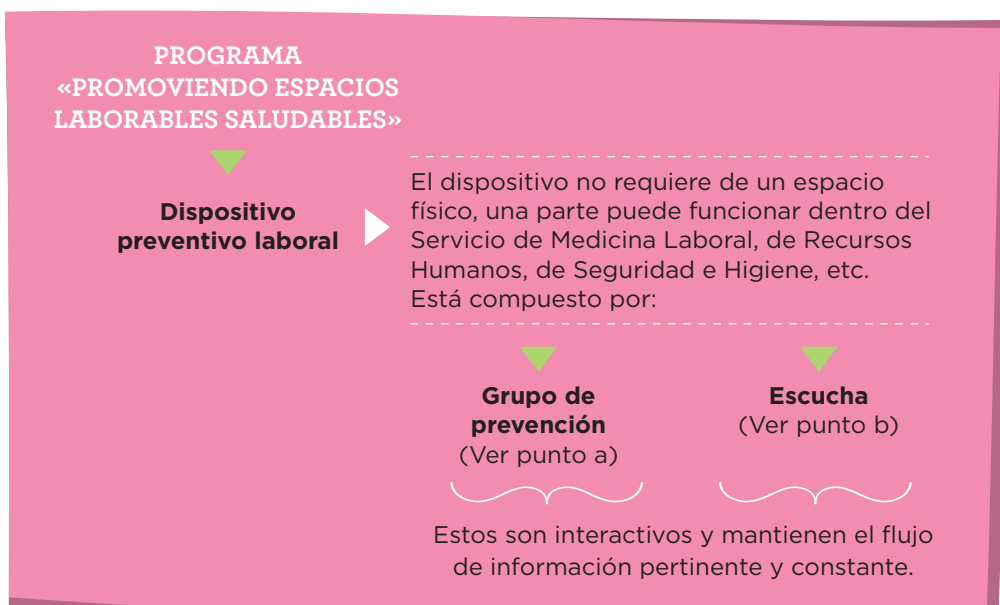 PROGRAMA
«PROMOVIENDO ESPACIOS
LABORABLES SALUDABLES»
Dispositivo
preventivo laboral
El dispositivo no requiere de un espacio
físico, una parte puede funcionar dentro del
Servicio de Medicina Laboral, de Recursos
Humanos, de Seguridad e Higiene, etc.
Está compuesto por:
Grupo de
prevención
(Ver punto a)
Escucha
(Ver punto b)
Estos son interactivos y mantienen el flujo
de información pertinente y constante.